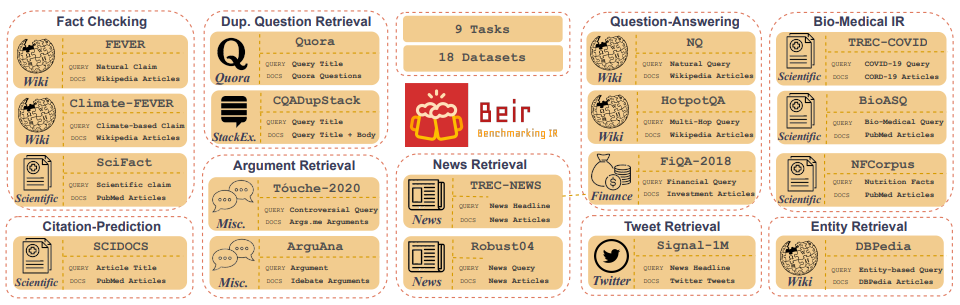 Fact Checking
FEVER
QUERY Natural Claim
DOCS Wikipedia Articles
Wiki
Climate-FEVER
QUERY Climate-based Claim
DOCS Wikipedia Articles
Wiki
SciFact
QUERY Scientific claim
DOCS PubMed Articles
Scientific
Citation-Prediction
SCIDOCS
QUERY Article Title
DOCS PubMed Articles
Scientific
Dup. Question Retrieval
Quora
QUERY Query Title
DOCS Quora Questions
Q
Quora
CQADupStack
QUERY Query Title
DOCS Query Title + Body
StackEx.
Argument Retrieval
Tóuche-2020
QUERY Controversial Query
DOCS Args.me Arguments
Misc.
ArguAna
QUERY Argument
DOCS Idebate Arguments
Misc.
9 Tasks
18 Datasets
Beir
Benchmarking IR
News Retrieval
TREC-NEWS
QUERY News Headline
DOCS News Articles
News
Robust04
QUERY News Query
DOCS News Articles
News
Question-Answering
NQ
QUERY Natural Query
DOCS Wikipedia Articles
Wiki
HotpotQA
QUERY Multi-Hop Query
DOCS Wikipedia Articles
Wiki
FiQA-2018
QUERY Financial Query
DOCS Investment Articles
$
Finance
Tweet Retrieval
Signal-1M
QUERY News Headline
DOCS Twitter Tweets
Twitter
Bio-Medical IR
TREC-COVID
QUERY COVID-19 Query
DOCS CORD-19 Articles
Scientific
BioASQ
QUERY Bio-Medical Query
DOCS PubMed Articles
Scientific
NFCorpus
QUERY Nutrition Facts
DOCS PubMed Articles
Scientific
Entity Retrieval
DBPedia
QUERY Entity-based Query
DOCS DBPedia Articles
Wiki